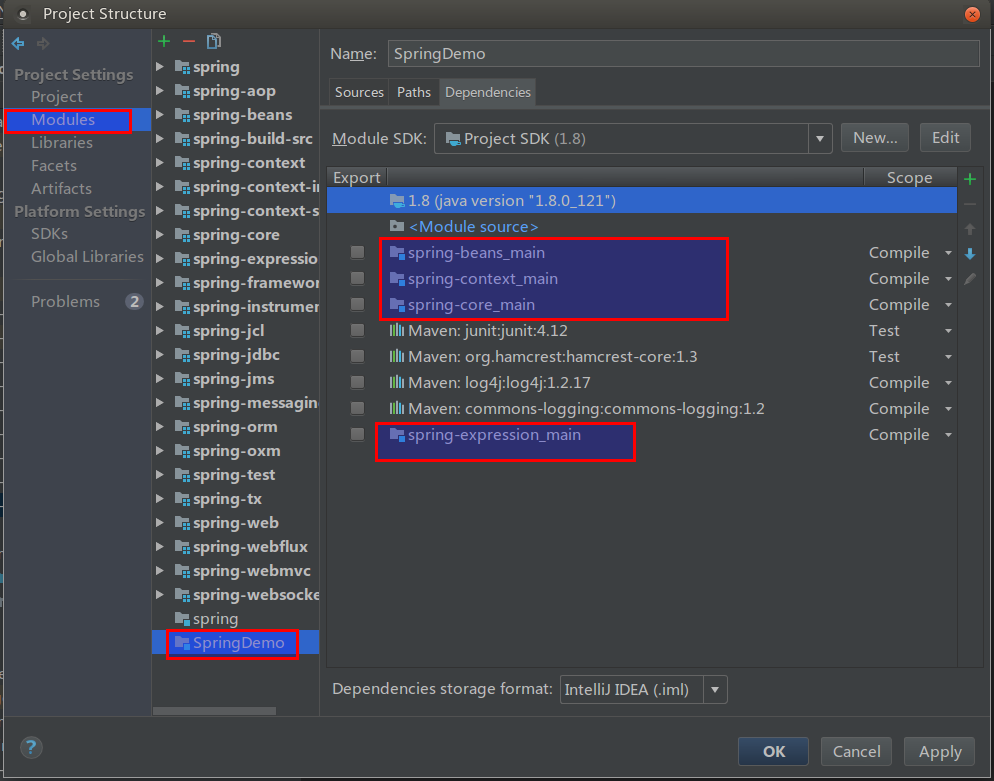 Project Structure
Project Settings
Project
Modules
Libraries
Facets
Artifacts
Platform Settings
SDKs
Global Libraries
Problems 2
spring
spring-aop
spring-beans
spring-build-src
spring-context
spring-context-i
spring-context-s
spring-core
spring-expressio
spring-framewor
spring-instrumer
spring-jcl
spring-jdbc
spring-jms
spring-messaging
spring-orm
spring-oxm
spring-test
spring-tx
spring-web
spring-webflux
spring-webmvc
spring-websocke
spring
SpringDemo
Name: SpringDemo
Sources Paths Dependencies
Module SDK: Project SDK (1.8) New... Edit
Export Scope
1.8 (java version "1.8.0_121")
<Module source>
spring-beans_main Compile
spring-context_main Compile
spring-core_main Compile
Maven: junit:junit:4.12 Test
Maven: org.hamcrest:hamcrest-core:1.3 Test
Maven: log4j:log4j:1.2.17 Compile
Maven: commons-logging:commons-logging:1.2 Compile
spring-expression_main Compile
Dependencies storage format: IntelliJ IDEA (.iml)
? OK Cancel Apply